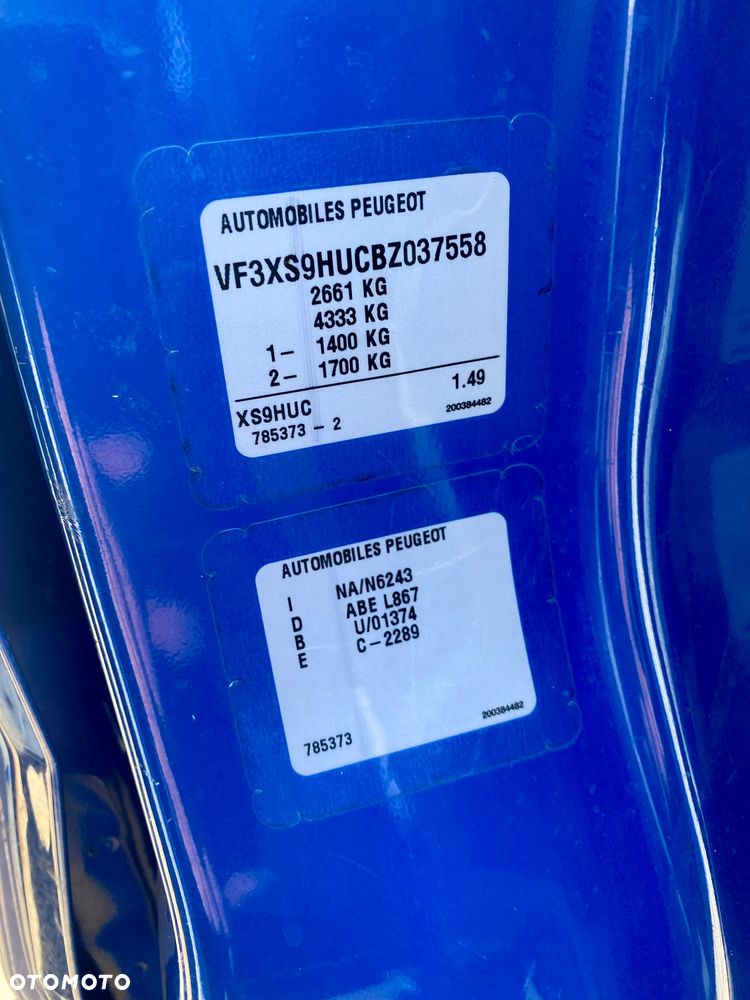 AUTOMOBILES PEUGEOT
VF3XS9HUCBZ037558
2661 KG
4333 KG
1- 1400 KG
2- 1700 KG
XS9HUC 1.49
785373 - 2 200384482
AUTOMOBILES PEUGEOT
I NA/N6243
D ABE L867
B U/01374
E C-2289
785373 200384482
OTOMOTO